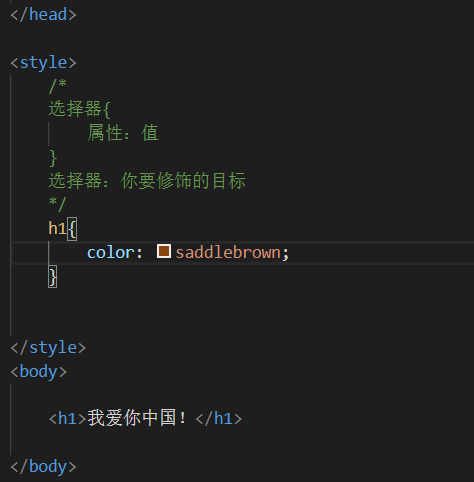 </head>
<style>
/*
选择器{
属性：值
}
选择器：你要修饰的目标
*/
h1{
color: saddlebrown;
}
</style>
<body>
<h1>我爱你中国！</h1>
</body>